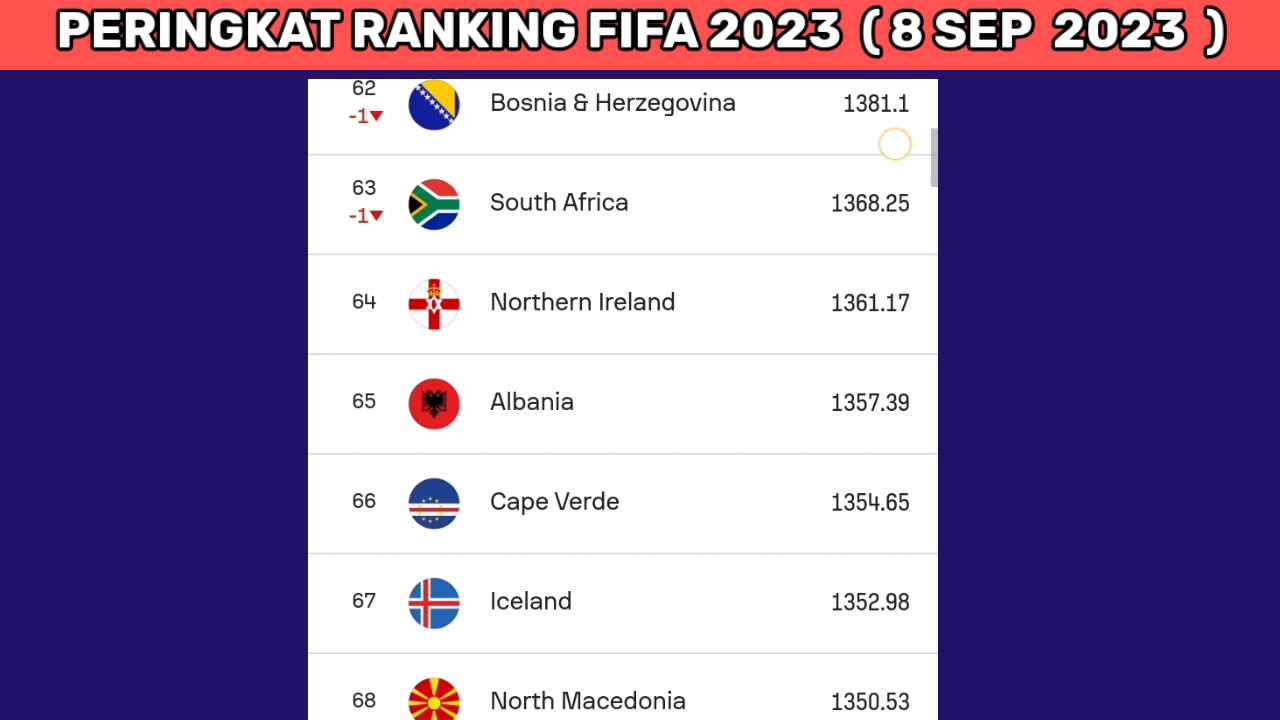 PERINGKAT RANKING FIFA 2023 ( 8 SEP 2023 )
62 Bosnia & Herzegovina 1381.1
-1▼
63 South Africa 1368.25
-1▼
64 Northern Ireland 1361.17
65 Albania 1357.39
66 Cape Verde 1354.65
67 Iceland 1352.98
68 North Macedonia 1350.53